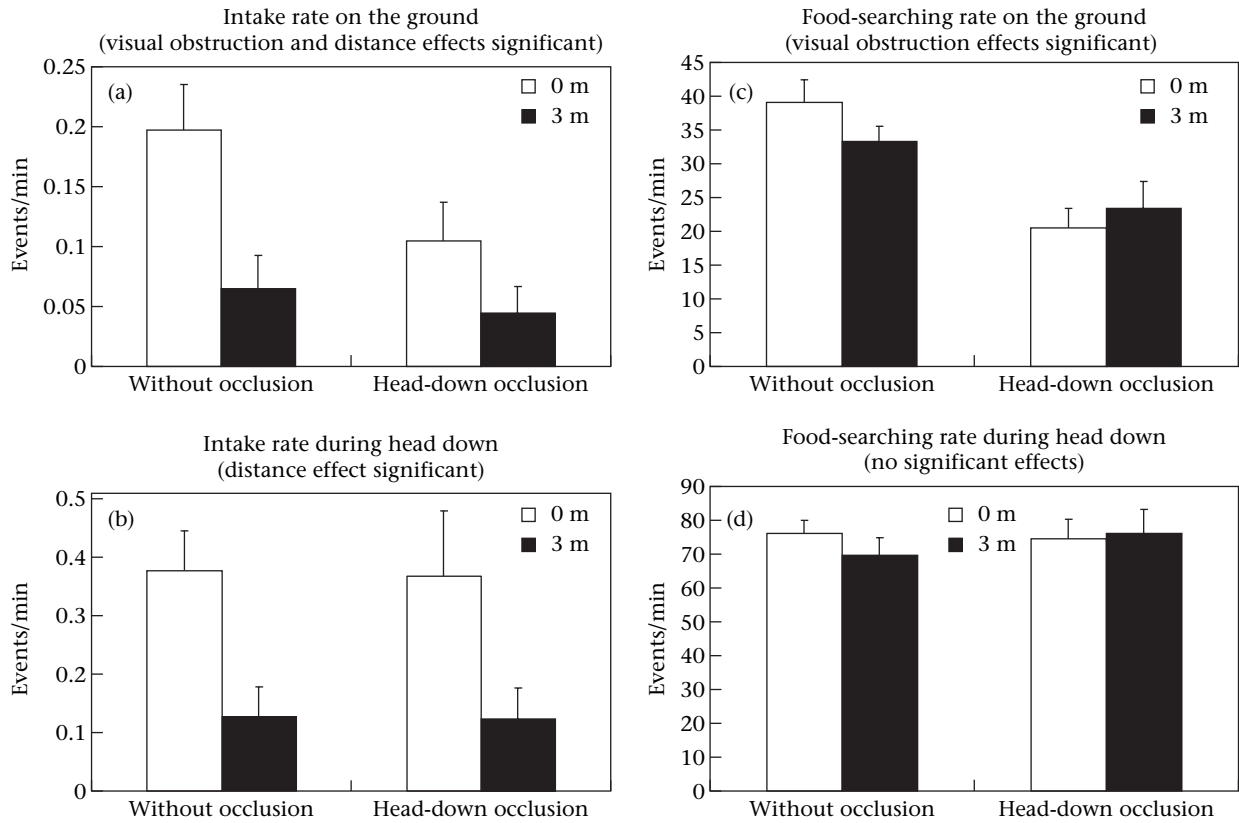 Intake rate on the ground
(visual obstruction and distance effects significant)
(a)
0 m
3 m
0.25
0.2
0.15
0.1
0.05
0
Events/min
Without occlusion Head-down occlusion
Food-searching rate on the ground
(visual obstruction effects significant)
(c)
0 m
3 m
45
40
35
30
25
20
15
10
5
0
Events/min
Without occlusion Head-down occlusion
Intake rate during head down
(distance effect significant)
(b)
0 m
3 m
0.5
0.4
0.3
0.2
0.1
0
Events/min
Without occlusion Head-down occlusion
Food-searching rate during head down
(no significant effects)
(d)
0 m
3 m
90
80
70
60
50
40
30
20
10
0
Events/min
Without occlusion Head-down occlusion